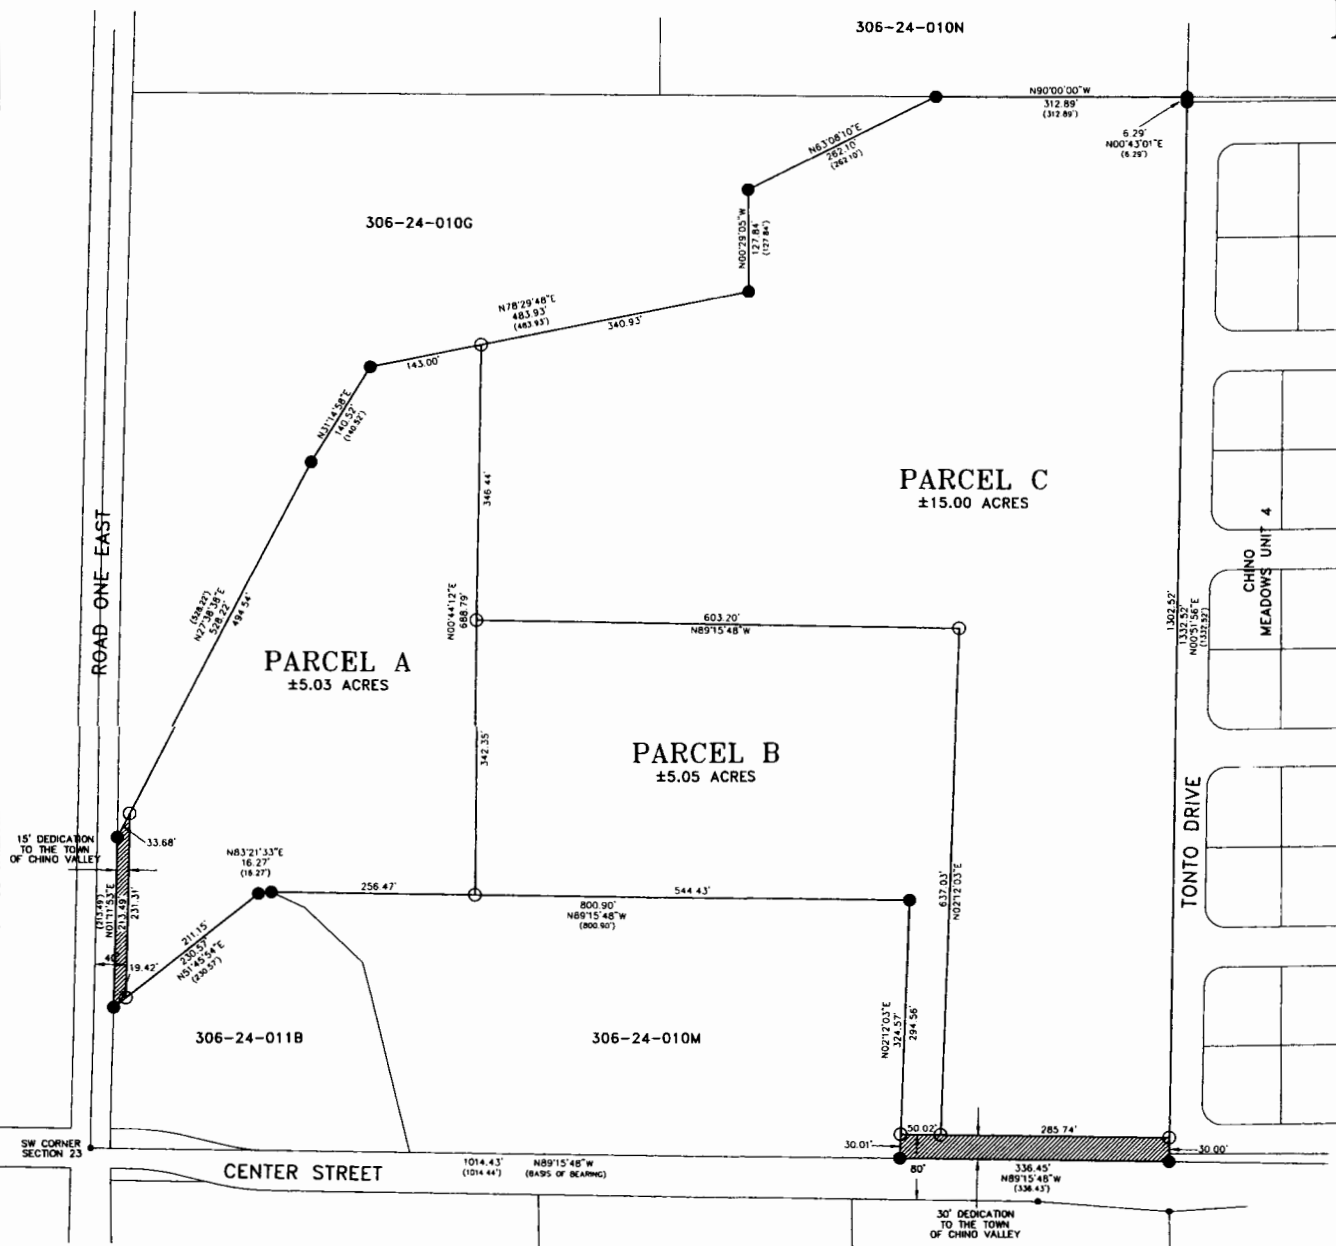 306-24-010N
N90°00'00"W
312.89'
(312.89')
6.29'
N00°43'01"E
(6.29')
N63°08'10"E
262.10'
(262.10')
306-24-010G
N00°29'05"W
127.84'
(127.84')
N78°29'48"E
483.93'
(483.93')
340.93'
143.00'
N31°14'58"E
140.52'
(140.52')
346.44'
PARCEL C
±15.00 ACRES
ROAD ONE EAST
CHINO
MEADOWS UNIT 4
(528.22')
N27°38'38"E
528.22'
494.54'
N00°44'12"E
688.79'
603.20'
N89°15'48"W
1302.52'
1332.52'
N00°51'56"E
(1332.52')
PARCEL A
±5.03 ACRES
342.35'
PARCEL B
±5.05 ACRES
TONTO DRIVE
15' DEDICATION
TO THE TOWN
OF CHINO VALLEY
33.68'
N83°21'33"E
16.27'
(16.27')
256.47'
544.43'
800.90'
N89°15'48"W
(800.90')
637.03'
N02°12'03"E
(213.49')
N01°11'53"E
213.49'
231.31'
40'
19.42'
211.15'
230.57'
N51°45'54"E
(230.57')
306-24-011B
306-24-010M
N02°12'03"E
324.57'
294.56'
SW CORNER
SECTION 23
CENTER STREET
1014.43'
(1014.44')
N89°15'48"W
(BASIS OF BEARING)
50.02'
285.74'
30.01'
30.00'
80'
336.45'
N89°15'48"W
(336.43')
30' DEDICATION
TO THE TOWN
OF CHINO VALLEY